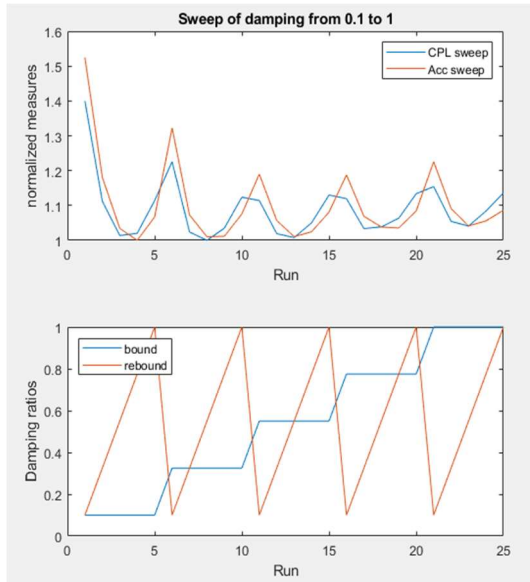 Sweep of damping from 0.1 to 1
1.6
1.5
1.4
1.3
1.2
1.1
1
normalized measures
CPL sweep
Acc sweep
0 5 10 15 20 25
Run
1
0.8
0.6
0.4
0.2
0
Damping ratios
bound
rebound
0 5 10 15 20 25
Run